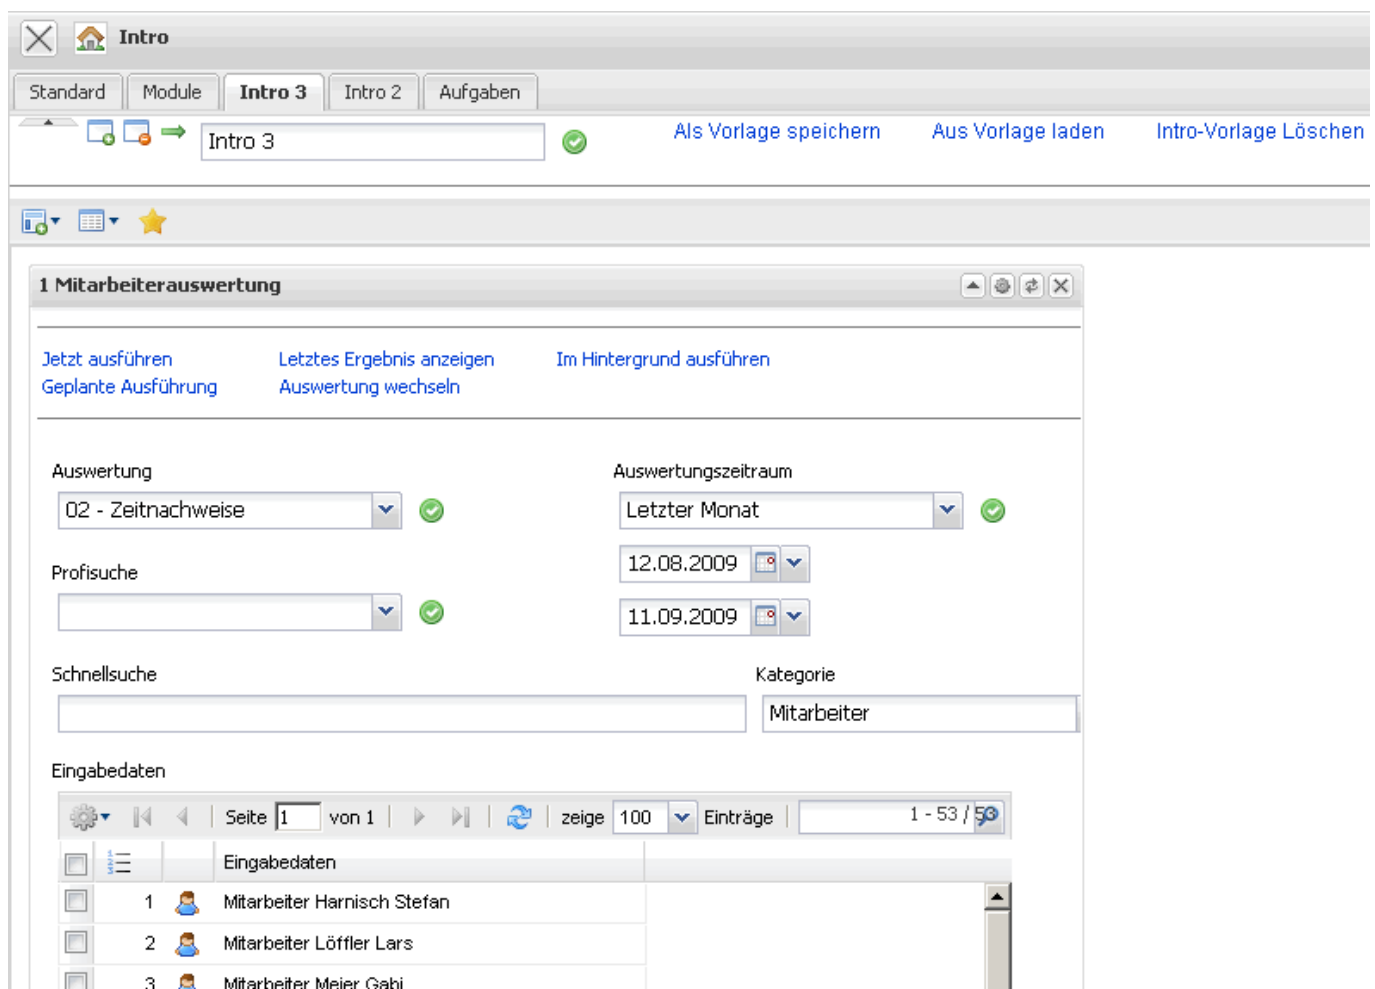 Intro
Standard Module Intro 3 Intro 2 Aufgaben
Intro 3 Als Vorlage speichern Aus Vorlage laden Intro-Vorlage Löschen
1 Mitarbeiterauswertung
Jetzt ausführen Letztes Ergebnis anzeigen Im Hintergrund ausführen
Geplante Ausführung Auswertung wechseln
Auswertung Auswertungszeitraum
02 - Zeitnachweise Letzter Monat
12.08.2009
Profisuche
11.09.2009
Schnellsuche Kategorie
Mitarbeiter
Eingabedaten
Seite 1 von 1 zeige 100 Einträge 1 - 53 / 53
Eingabedaten
1 Mitarbeiter Harnisch Stefan
2 Mitarbeiter Löffler Lars
3 Mitarbeiter Meier Gabi